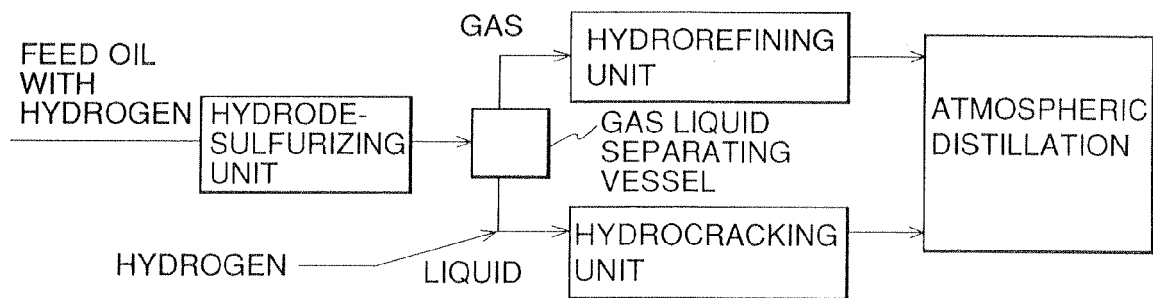 FEED OIL
WITH
HYDROGEN
HYDRODE-
SULFURIZING
UNIT
GAS
HYDROREFINING
UNIT
GAS LIQUID
SEPARATING
VESSEL
HYDROGEN
LIQUID
HYDROCRACKING
UNIT
ATMOSPHERIC
DISTILLATION